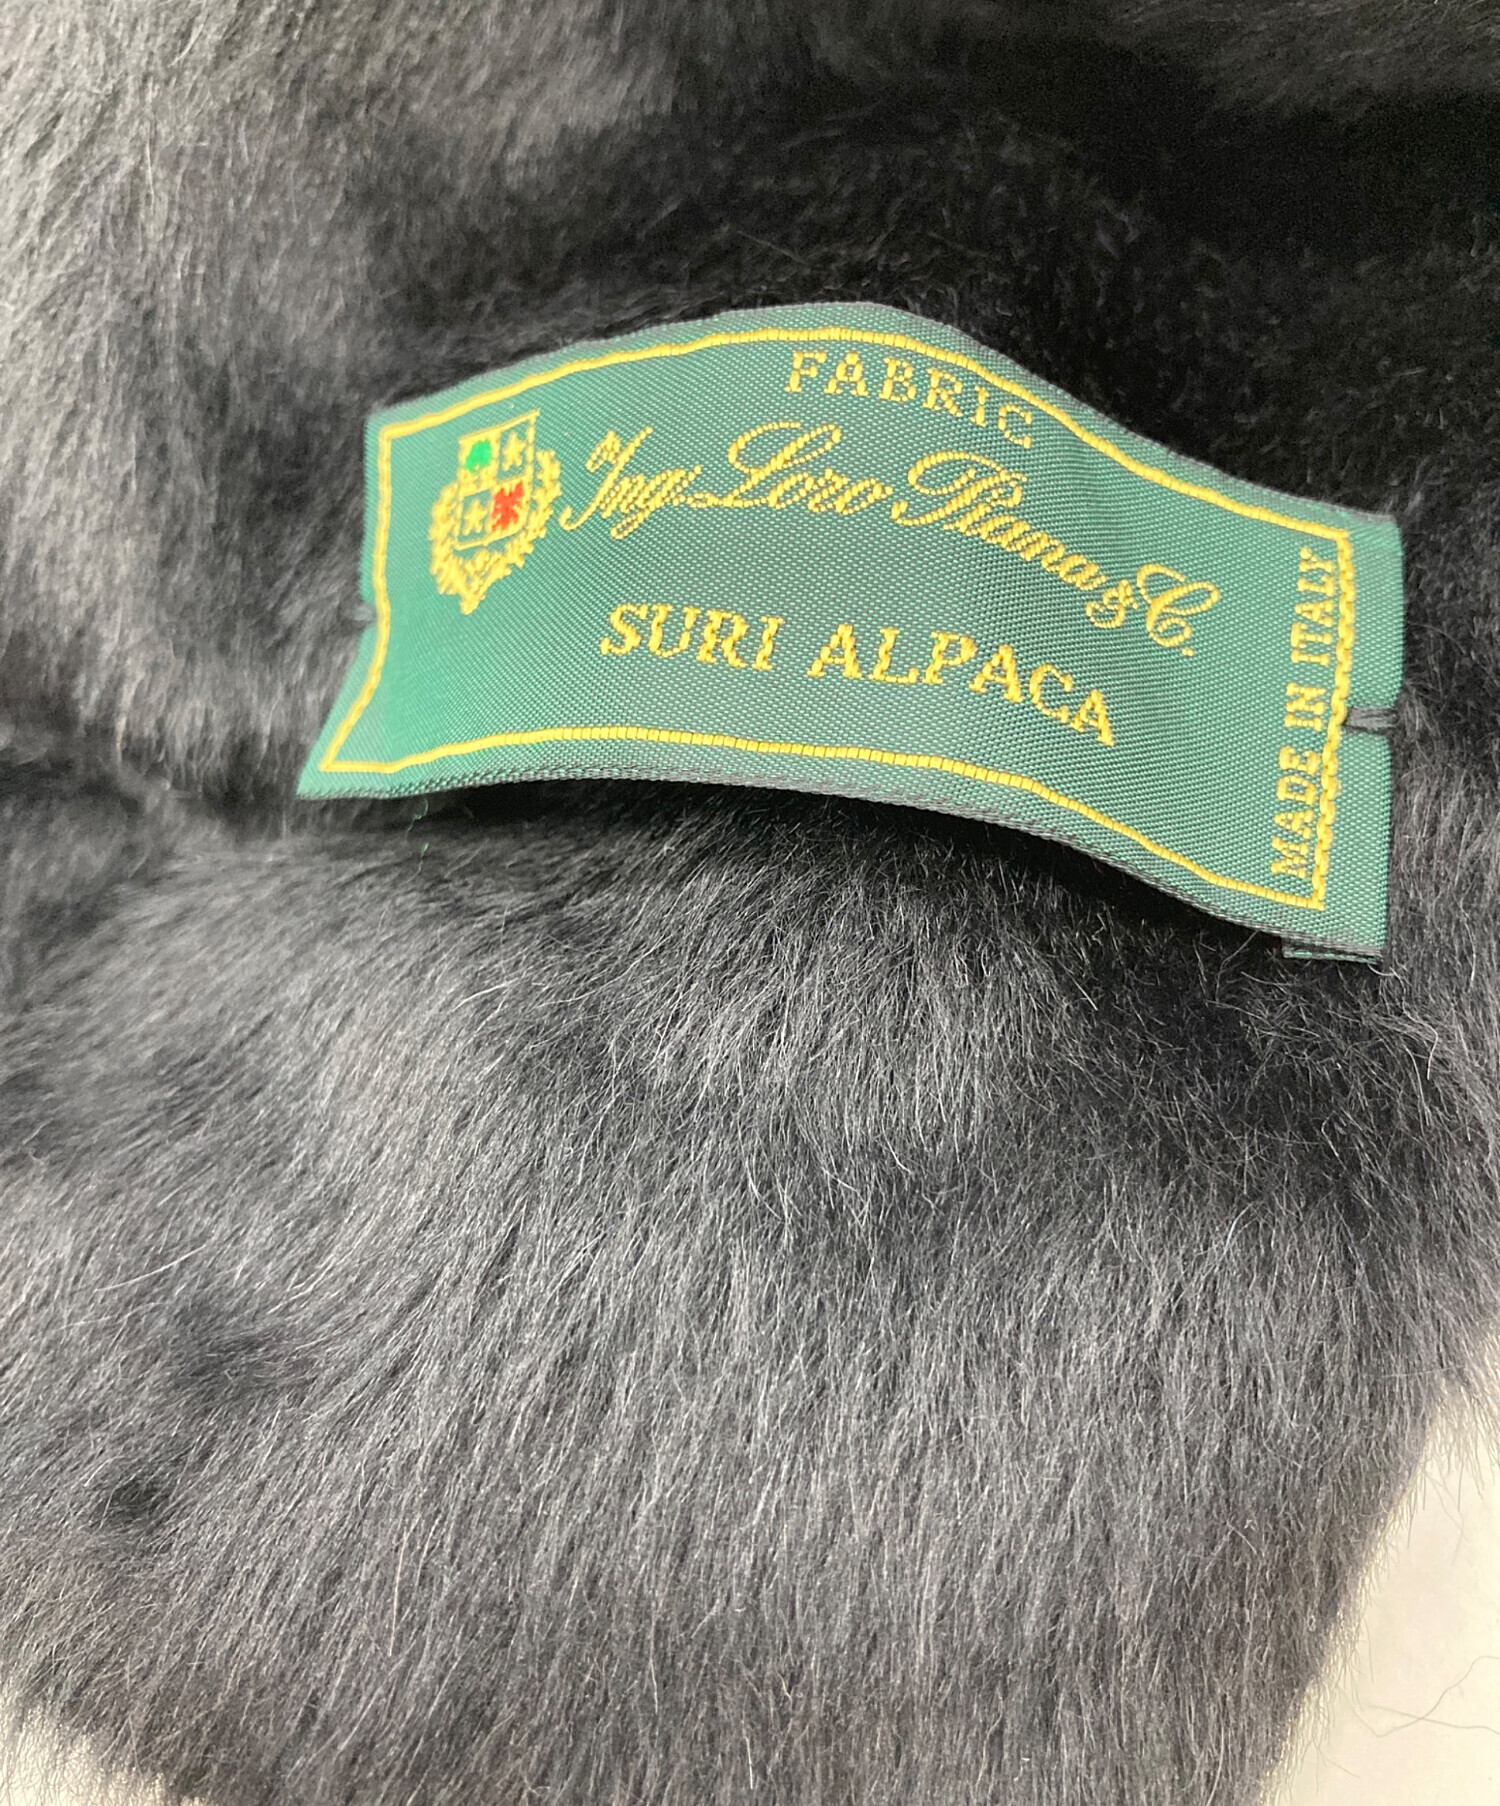 FABRIC
Ing. Loro Piana & C.
SURI ALPACA
MADE IN ITALY